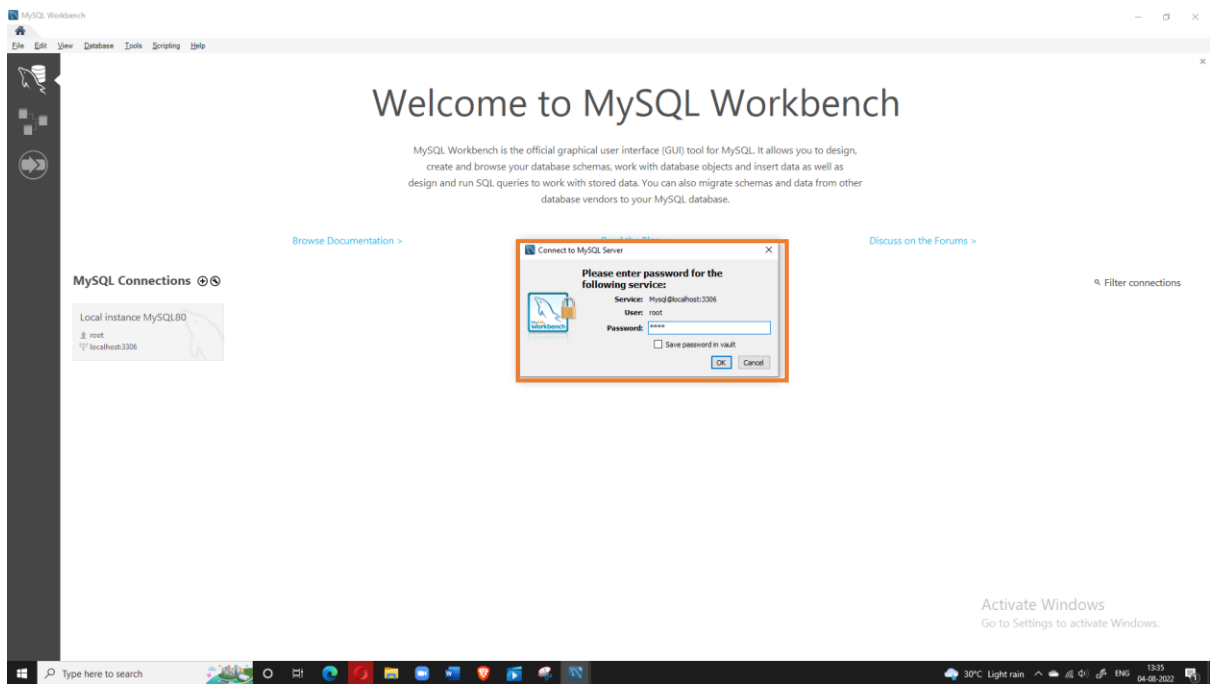 MySQL Workbench
File Edit View Database Tools Scripting Help
Welcome to MySQL Workbench
MySQL Workbench is the official graphical user interface (GUI) tool for MySQL. It allows you to design,
create and browse your database schemas, work with database objects and insert data as well as
design and run SQL queries to work with stored data. You can also migrate schemas and data from other
database vendors to your MySQL database.
Browse Documentation >
Discuss on the Forums >
Connect to MySQL Server
Please enter password for the
following service:
Service: Mysql@localhost:3306
User: root
Password: ****
Save password in vault
OK Cancel
MySQL Connections
Filter connections
Local instance MySQL80
root
localhost:3306
Activate Windows
Go to Settings to activate Windows.
Type here to search
30°C Light rain
ENG
13:35
04-08-2022